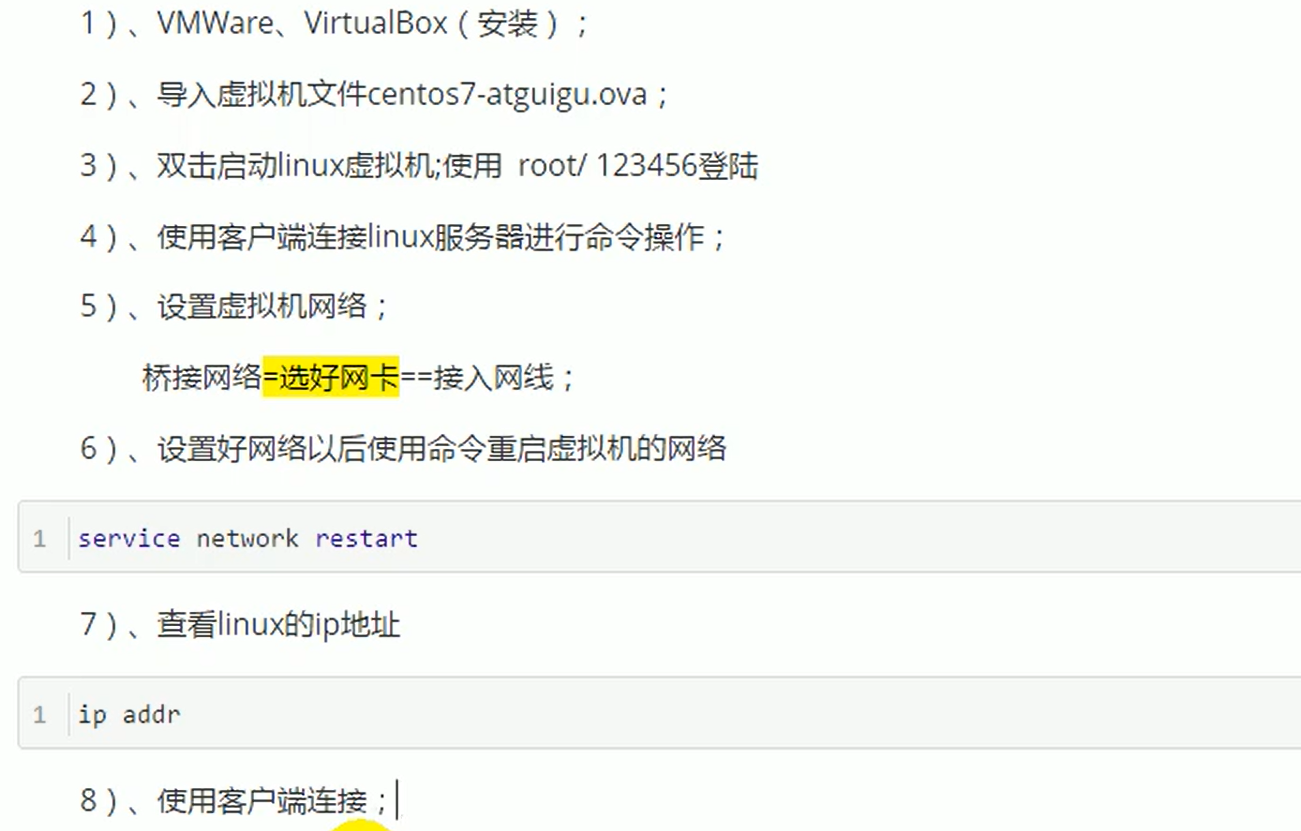 1）、VMWare、VirtualBox（安装）；
2）、导入虚拟机文件centos7-atguigu.ova；
3）、双击启动linux虚拟机;使用 root/ 123456登陆
4）、使用客户端连接linux服务器进行命令操作；
5）、设置虚拟机网络；
桥接网络=选好网卡==接入网线；
6）、设置好网络以后使用命令重启虚拟机的网络
1 service network restart
7）、查看linux的ip地址
1 ip addr
8）、使用客户端连接；